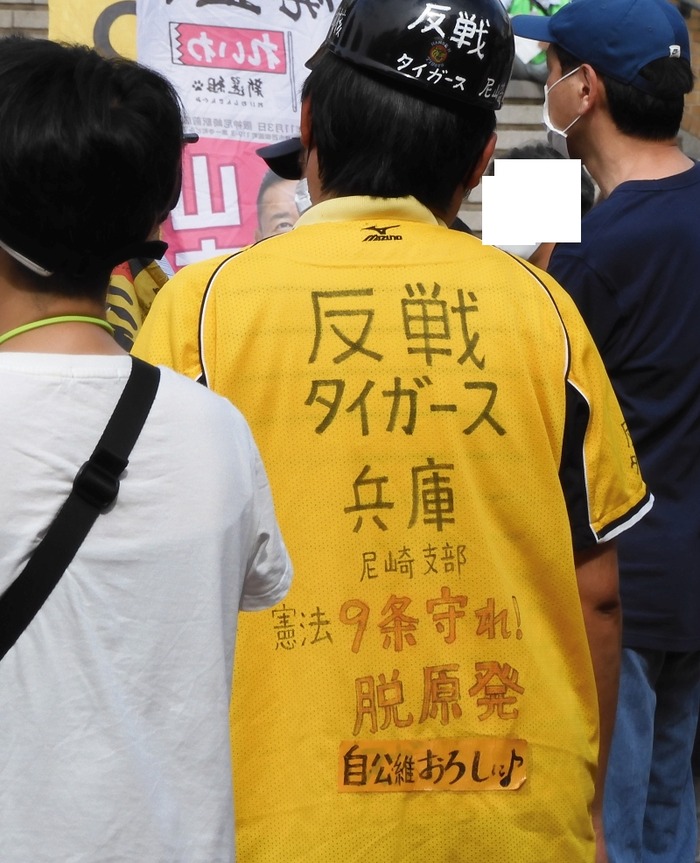 反戦
タイガース
尼崎
れいわ
新選組
Mizuno
反戦
タイガース
兵庫
尼崎支部
憲法9条守れ!
脱原発
自公維おろしに♪